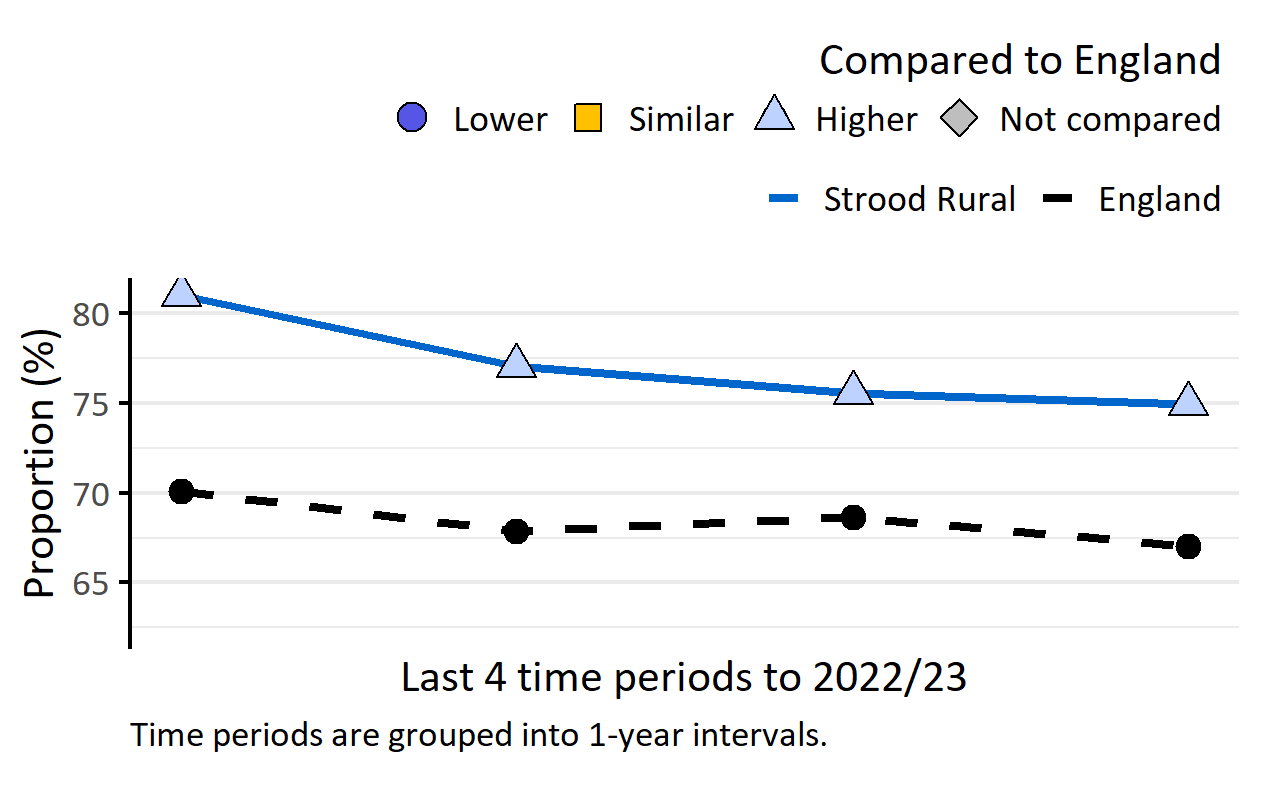 Compared to England
Lower Similar Higher Not compared
Strood Rural England
Proportion (%)
80
75
70
65
Last 4 time periods to 2022/23
Time periods are grouped into 1-year intervals.